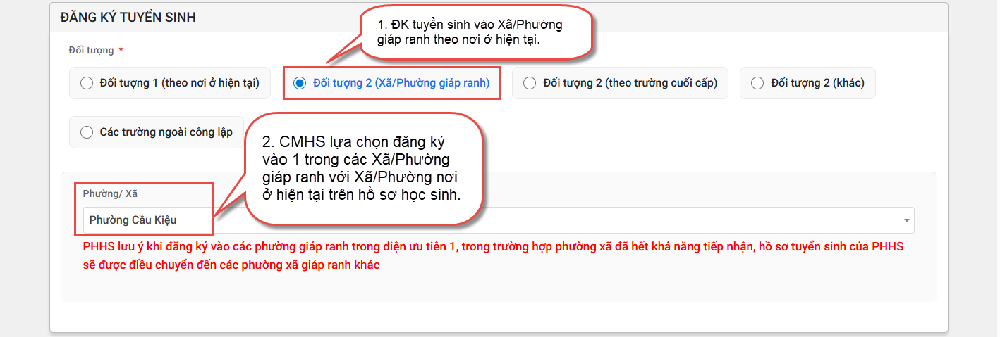 ĐĂNG KÝ TUYỂN SINH
1. ĐK tuyển sinh vào Xã/Phường
giáp ranh theo nơi ở hiện tại.
Đối tượng *
Đối tượng 1 (theo nơi ở hiện tại)
Đối tượng 2 (Xã/Phường giáp ranh)
Đối tượng 2 (theo trường cuối cấp)
Đối tượng 2 (khác)
Các trường ngoài công lập
2. CMHS lựa chọn đăng ký
vào 1 trong các Xã/Phường
giáp ranh với Xã/Phường nơi
ở hiện tại trên hồ sơ học sinh.
Phường/ Xã
Phường Cầu Kiệu
PHHS lưu ý khi đăng ký vào các phường giáp ranh trong diện ưu tiên 1, trong trường hợp phường xã đã hết khả năng tiếp nhận, hồ sơ tuyển sinh của PHHS
sẽ được điều chuyển đến các phường xã giáp ranh khác